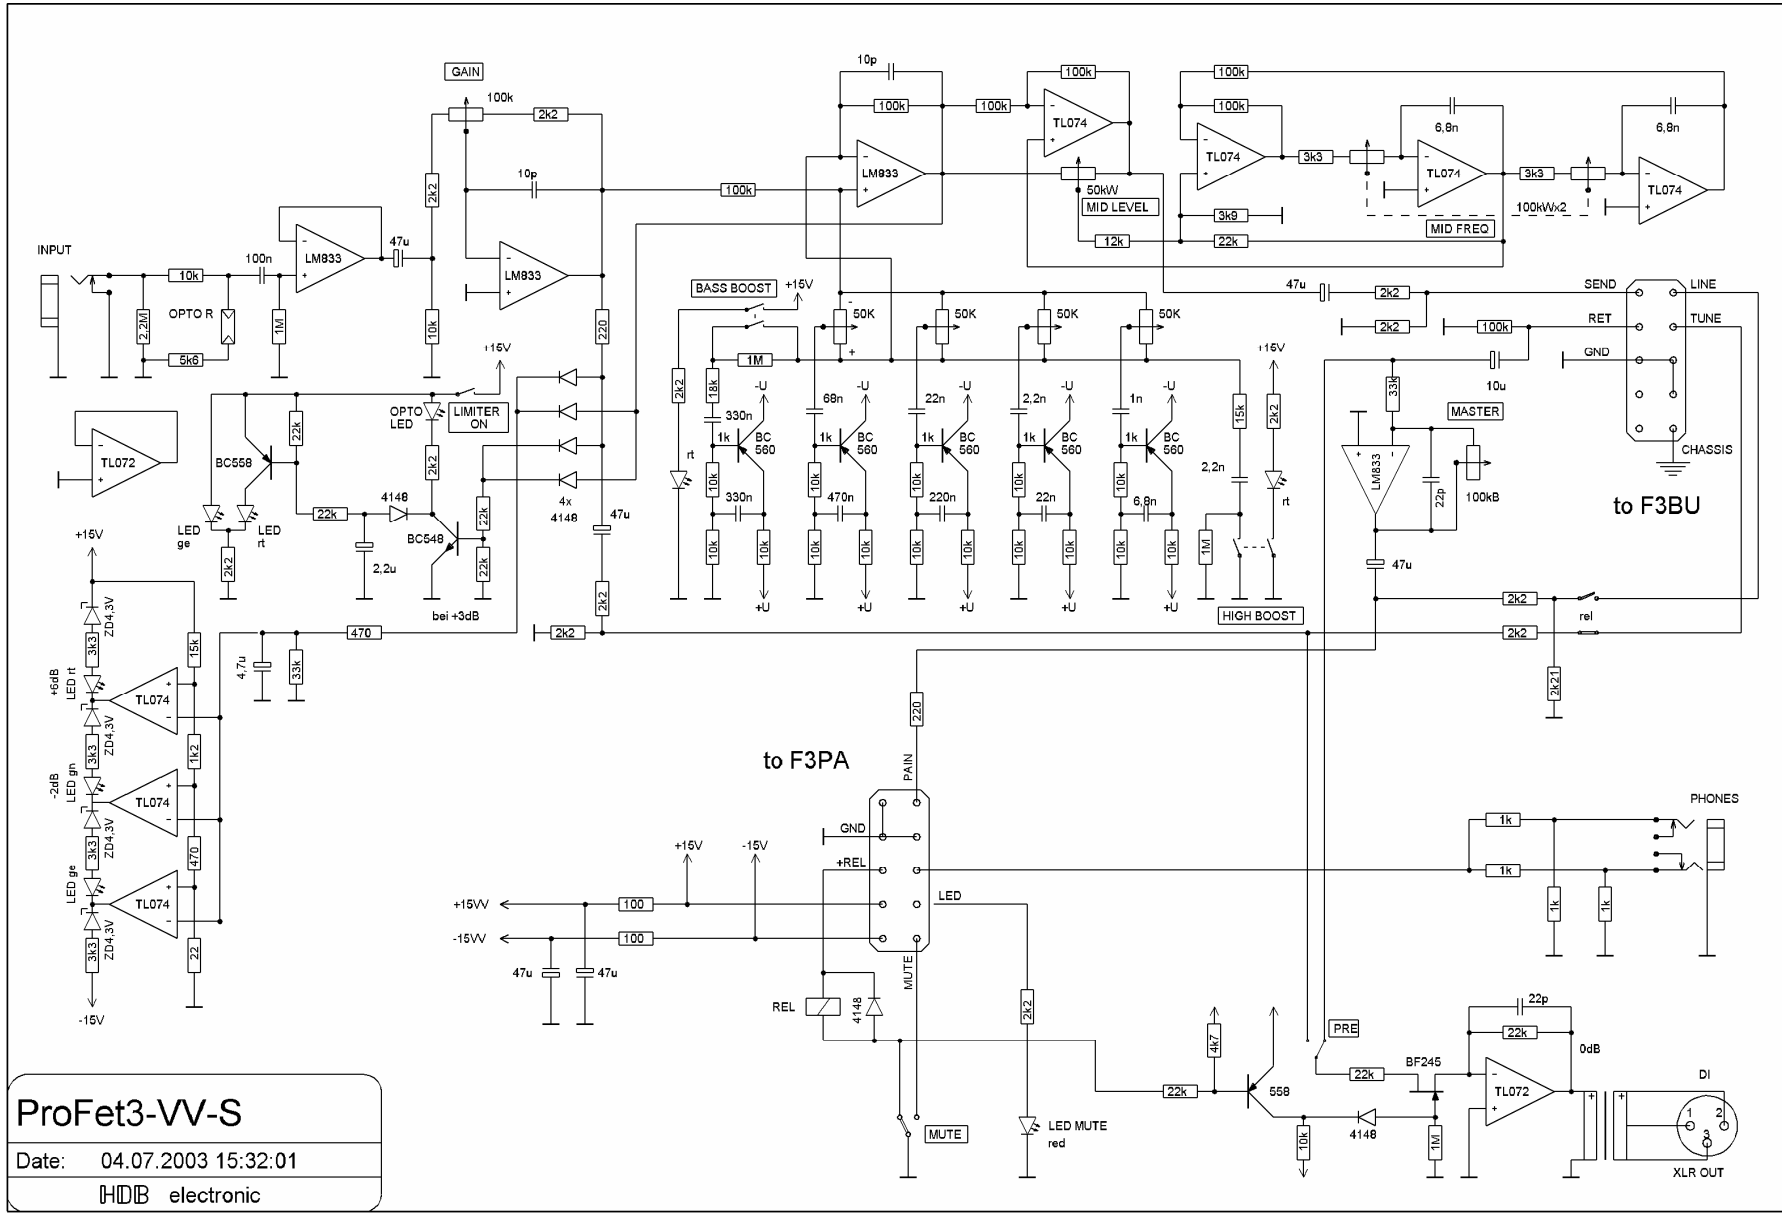 GAIN
100k
2k2
10p
2k2
47u
LM833
INPUT
100n
10k
OPTO R
2.2M
1M
5k6
10k
LM833
220
+15V
10p
100k
LM833
100k
100k
100k
TL074
50kW
MID LEVEL
12k
100k
100k
TL074
3k9
22k
3k3
6,8n
TL074
3k3
100kWx2
MID FREQ
6,8n
TL074
BASS BOOST
+15V
-
+
50K
50K
50K
50K
1M
2k2
18k
330n
68n
22n
2,2n
1n
-U
-U
-U
-U
1k
1k
1k
1k
1k
BC
560
BC
560
BC
560
BC
560
BC
560
rt
10k
10k
10k
10k
10k
330n
470n
220n
22n
6,8n
10k
10k
10k
10k
10k
10k
10k
10k
10k
10k
+U
+U
+U
+U
15k
2,2n
1M
+15V
2k2
rt
HIGH BOOST
47u
2k2
2k2
SEND
RET
GND
LINE
TUNE
CHASSIS
100k
10u
33k
MASTER
LM833
22p
100kB
47u
to F3BU
2k2
rel
2k2
2k21
TL072
BC558
22k
OPTO
LED
LIMITER
ON
2k2
4148
22k
BC548
22k
22k
2,2u
4x
4148
47u
2k2
LED
ge
LED
rt
2k2
bei +3dB
+15V
ZD4,3V
3k3
+6dB
LED rt
TL074
15k
4,7u
33k
470
2k2
ZD4,3V
3k3
1k2
-2dB
LED gn
TL074
ZD4,3V
3k3
470
LED ge
TL074
ZD4,3V
3k3
22
-15V
220
to F3PA
PAIN
GND
+REL
LED
MUTE
+15V
-15V
+15VV
100
-15VV
100
47u
47u
REL
4148
2k2
MUTE
LED MUTE
red
PHONES
1k
1k
1k
1k
4k7
22k
558
10k
PRE
22k
BF245
4148
1M
22p
22k
0dB
TL072
DI
1
2
3
XLR OUT
ProFet3-VV-S
Date: 04.07.2003 15:32:01
HDB electronic